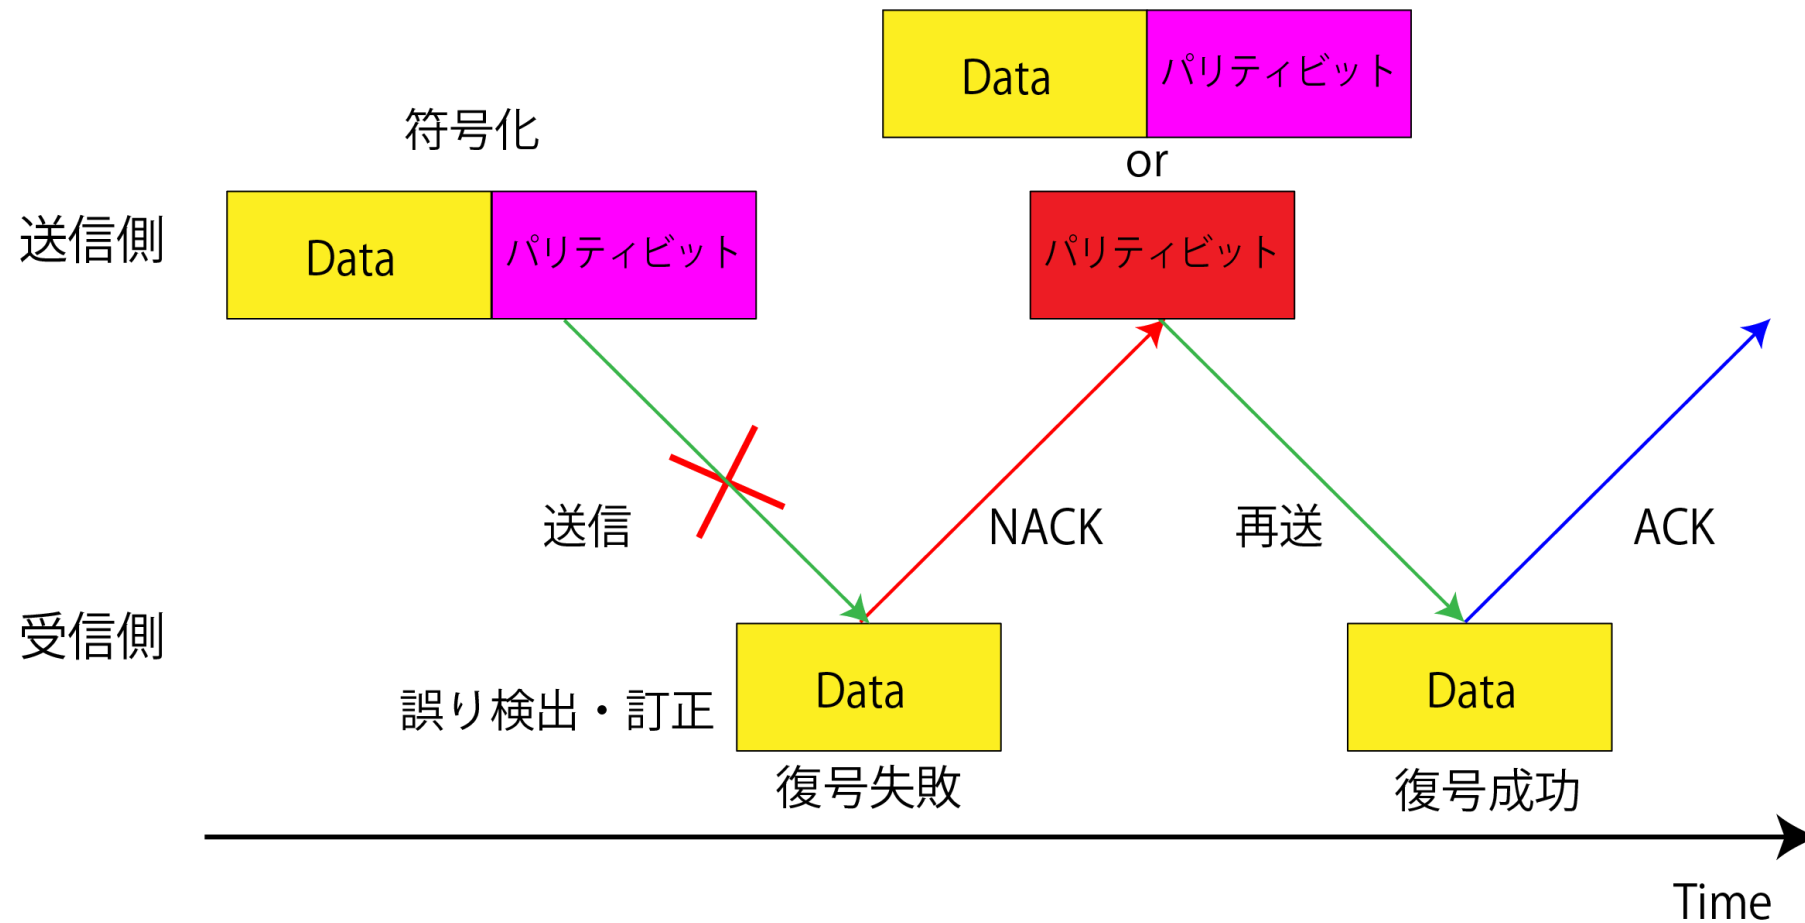 Data
パリティビット
or
符号化
送信側
Data
パリティビット
パリティビット
送信
NACK
再送
ACK
受信側
誤り検出・訂正
Data
復号失敗
Data
復号成功
Time